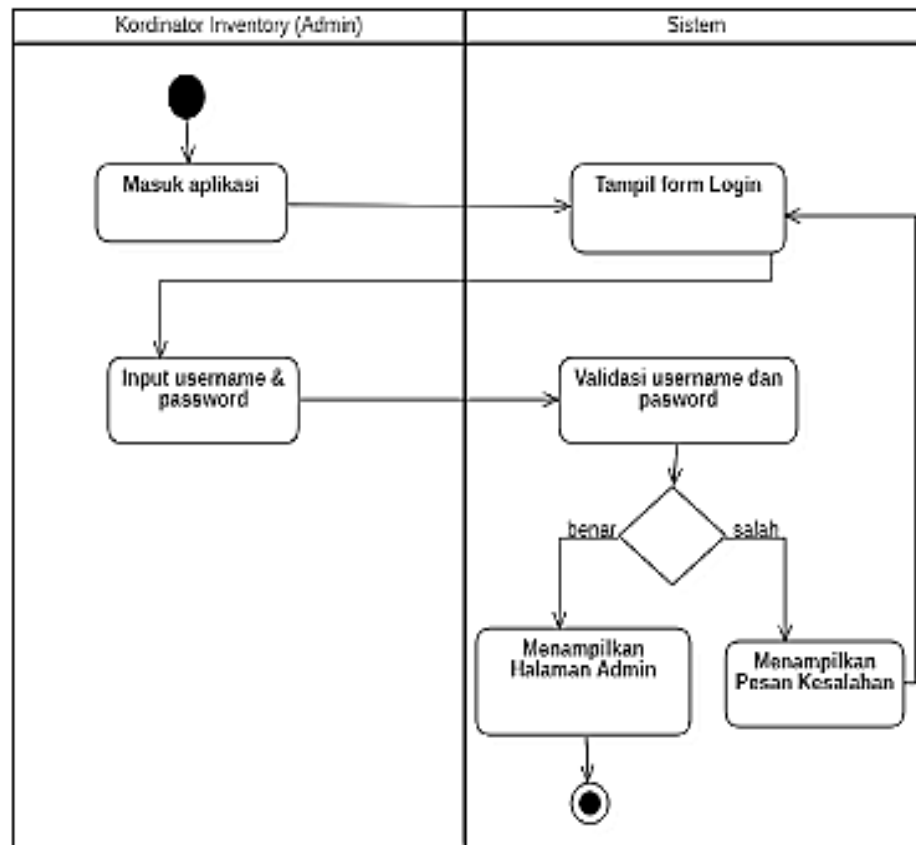 Kordinator Inventory (Admin)
Sistem
Masuk aplikasi
Tampil form Login
Input username &
password
Validasi username dan
pasword
benar
salah
Menampilkan
Halaman Admin
Menampilkan
Pesan Kesalahan